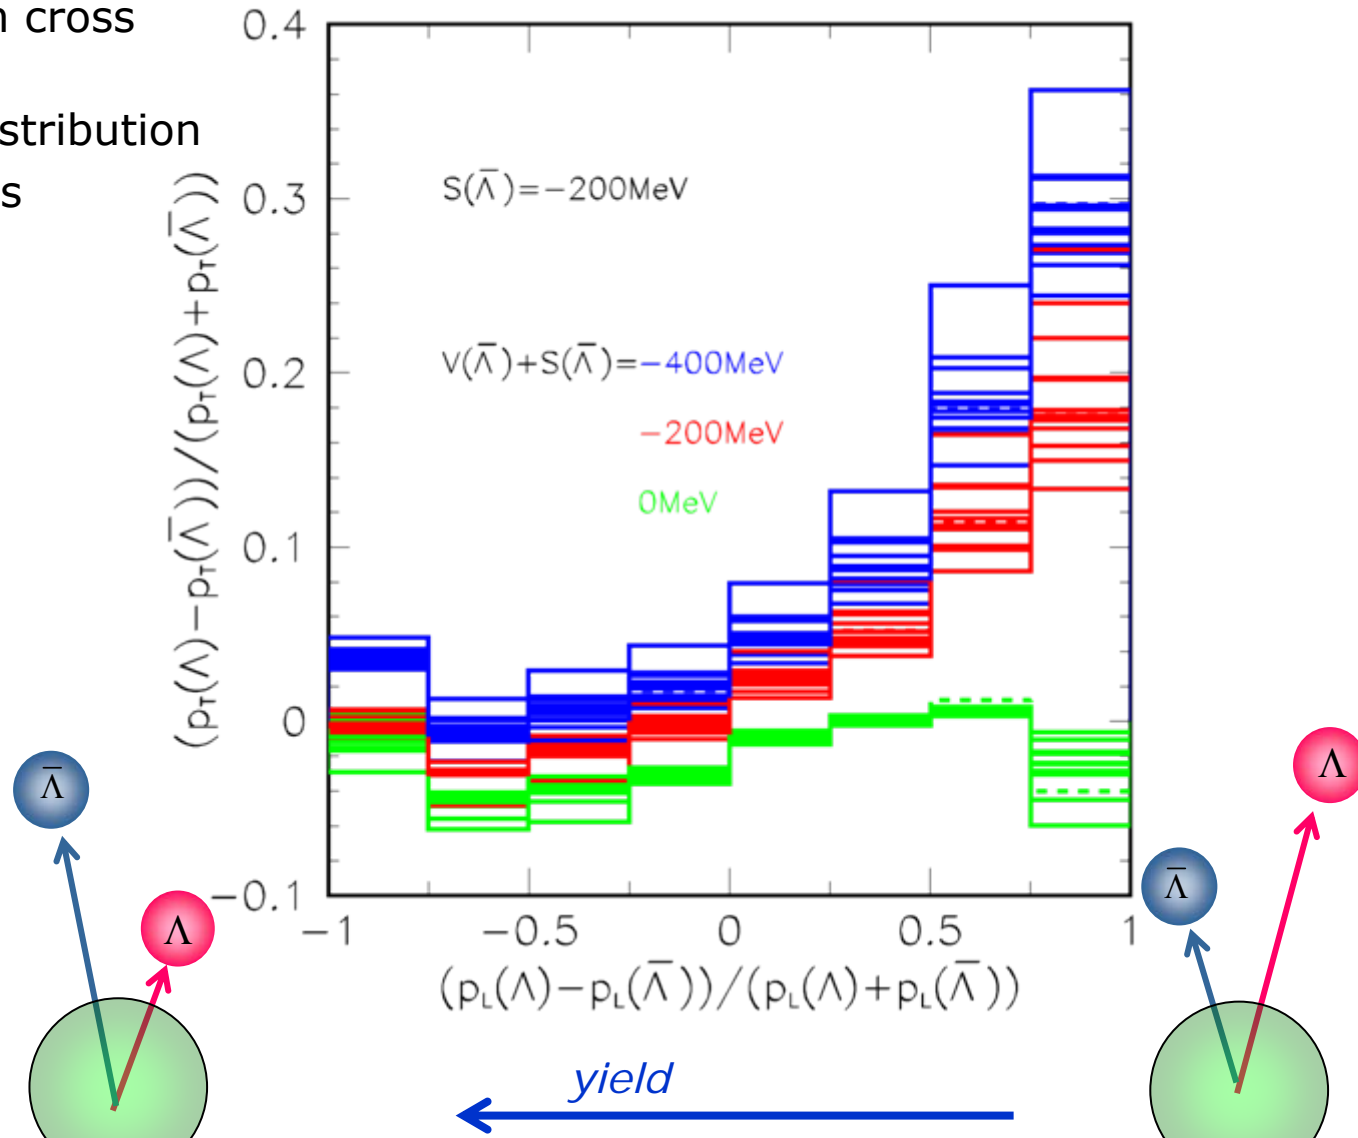 n cross
stribution
s
(p_T(Λ)−p_T(Λ̅))/(p_T(Λ)+p_T(Λ̅))
0.4
0.3
0.2
0.1
0
−0.1
S(Λ̅)=−200MeV
V(Λ̅)+S(Λ̅)=−400MeV
−200MeV
0MeV
−1
−0.5
0
0.5
1
(p_L(Λ)−p_L(Λ̅))/(p_L(Λ)+p_L(Λ̅))
Λ̅
Λ
Λ
Λ̅
yield